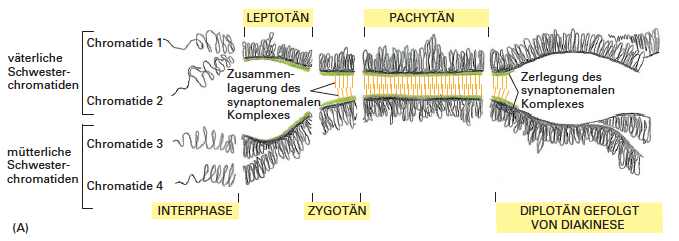 LEPTOTÄN
PACHYTÄN
väterliche
Schwester-
chromatiden
Chromatide 1
Chromatide 2
Zusammen-
lagerung des
synaptonemalen
Komplexes
Zerlegung des
synaptonemalen
Komplexes
mütterliche
Schwester-
chromatiden
Chromatide 3
Chromatide 4
INTERPHASE
ZYGOTÄN
DIPLOTÄN GEFOLGT
VON DIAKINESE
(A)